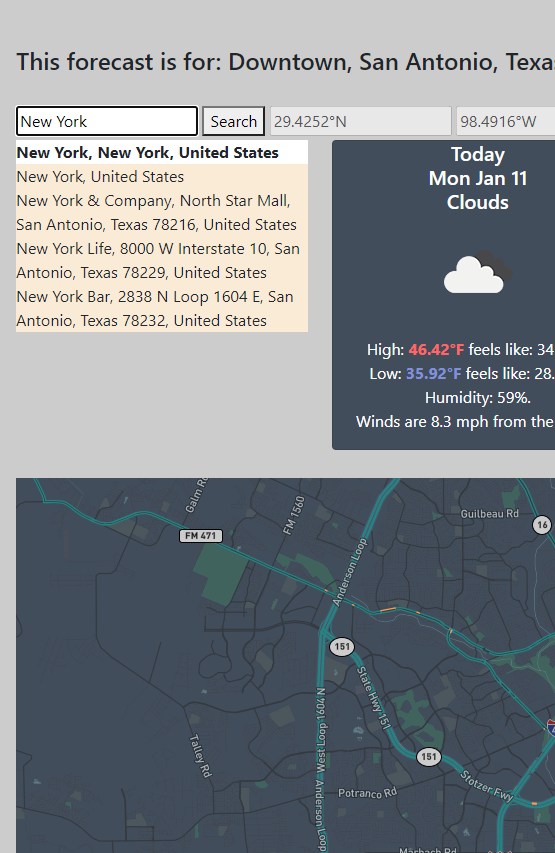 This forecast is for: Downtown, San Antonio, Texa
New York
Search
29.4252°N
98.4916°W
New York, New York, United States
New York, United States
New York & Company, North Star Mall,
San Antonio, Texas 78216, United States
New York Life, 8000 W Interstate 10, San
Antonio, Texas 78229, United States
New York Bar, 2838 N Loop 1604 E, San
Antonio, Texas 78232, United States
Today
Mon Jan 11
Clouds
High: 46.42°F feels like: 34
Low: 35.92°F feels like: 28.
Humidity: 59%.
Winds are 8.3 mph from the
Galm Rd
FM 1560
Guilbeau Rd
16
FM 471
Anderson Loop
151
State Hwy 151
West Loop 1604 N
Anderson Loop
Talley Rd
151
Stotzer Fwy
Potranco Rd
Marbach Rd